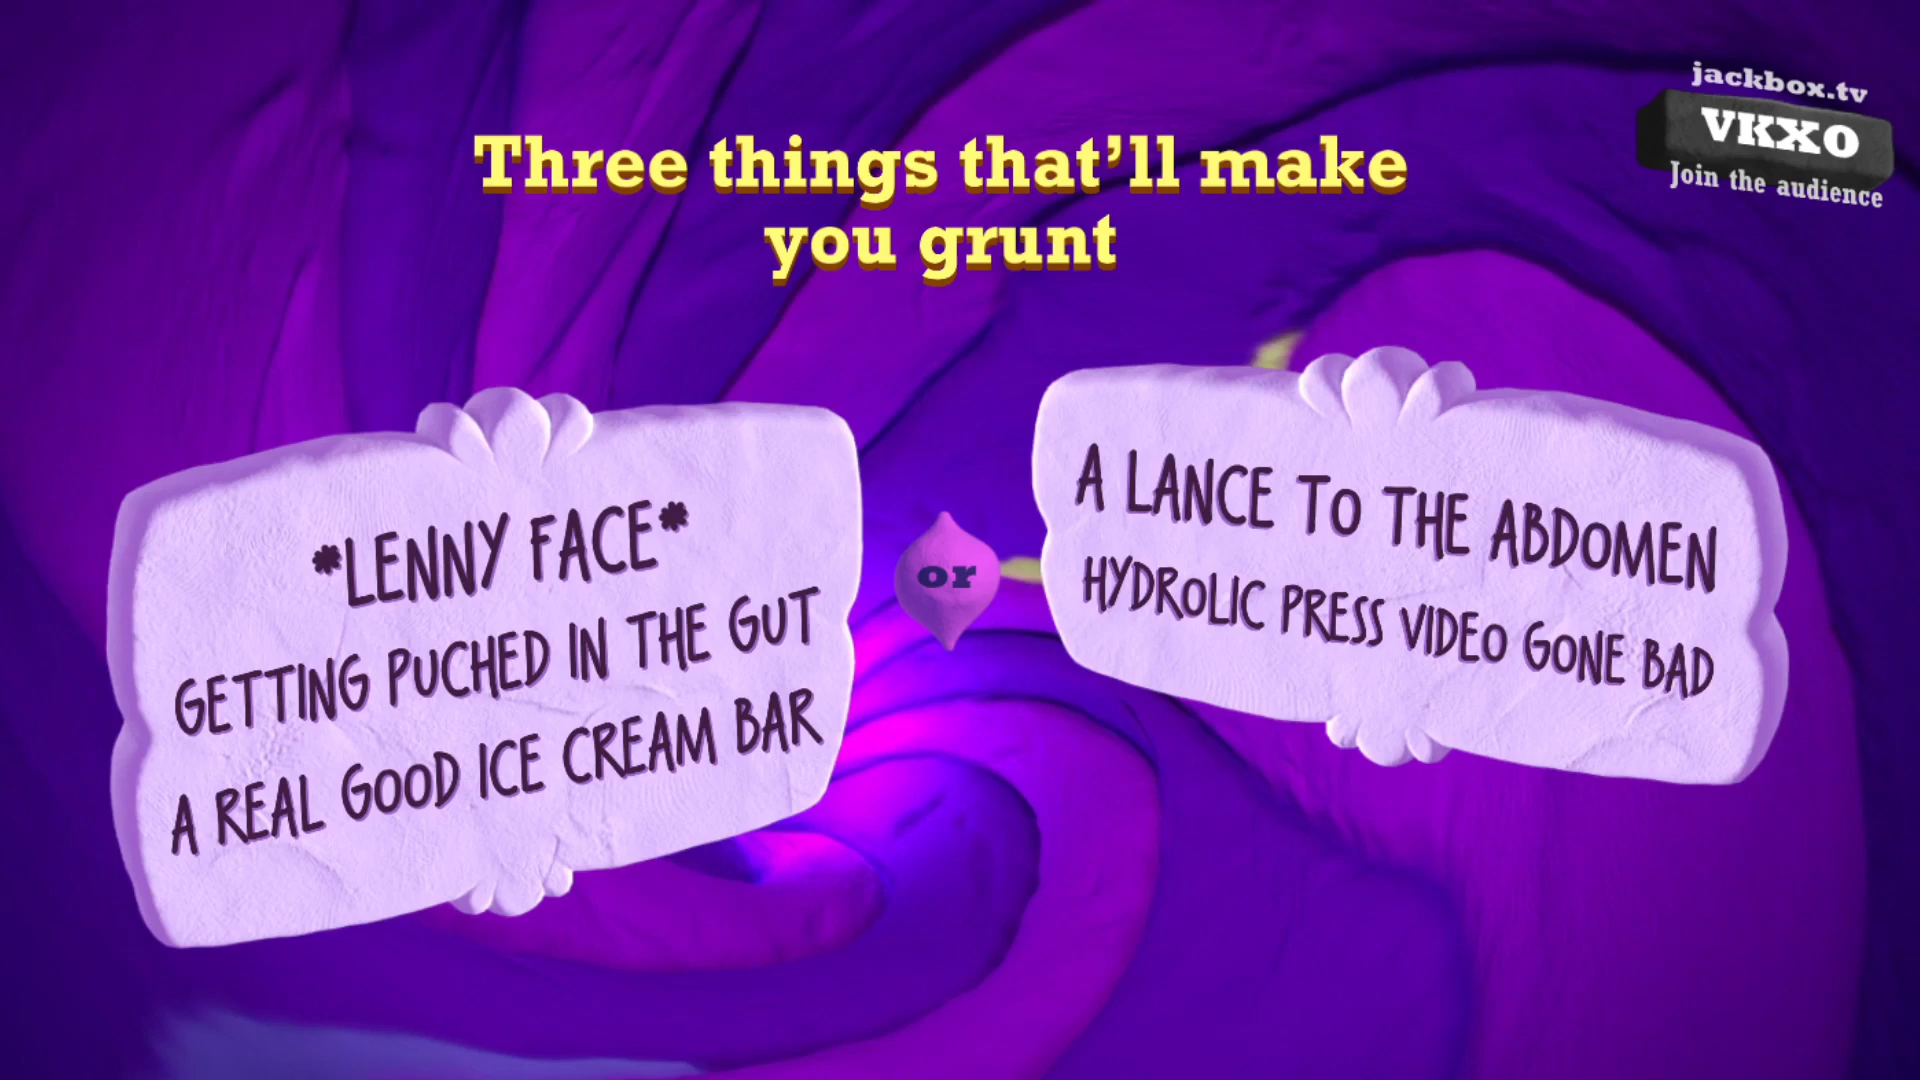 jackbox.tv
VKXO
Join the audience
Three things that'll make
you grunt
*LENNY FACE*
GETTING PUCHED IN THE GUT
A REAL GOOD ICE CREAM BAR
or
A LANCE TO THE ABDOMEN
HYDROLIC PRESS VIDEO GONE BAD